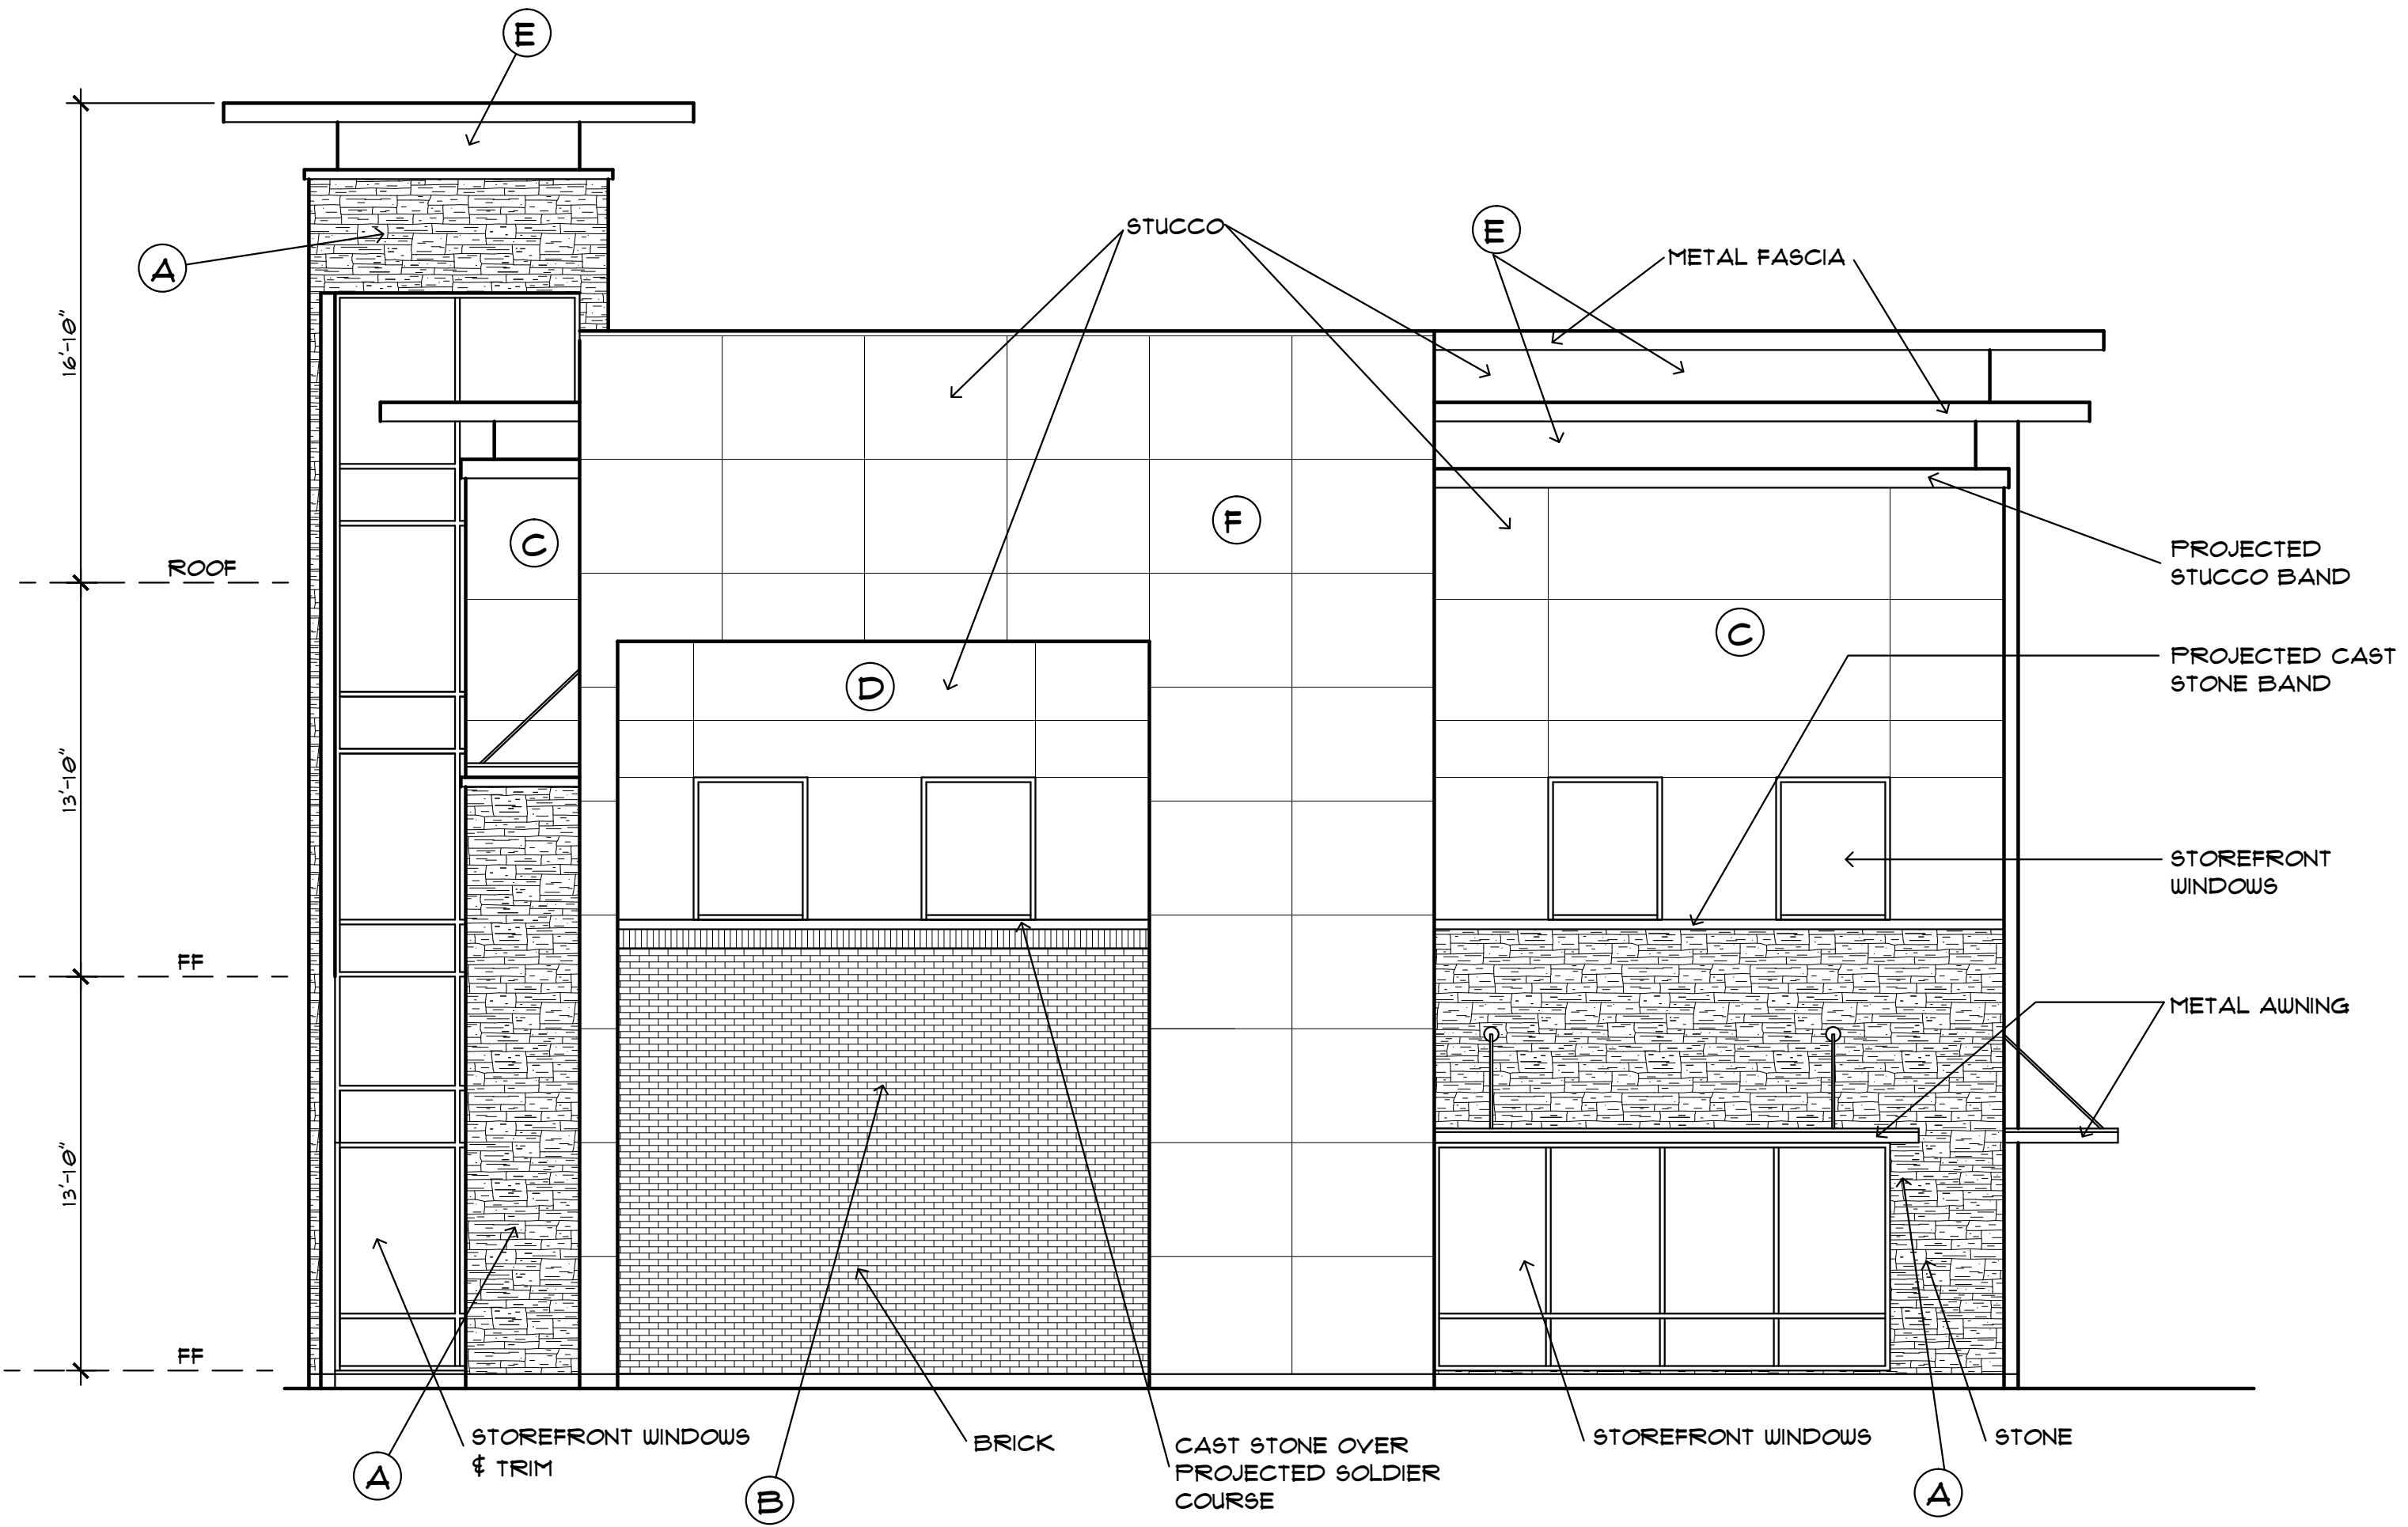 E
STUCCO
E
METAL FASCIA
A
16'-10"
F
C
PROJECTED
STUCCO BAND
ROOF
C
PROJECTED CAST
STONE BAND
D
13'-10"
STOREFRONT
WINDOWS
FF
METAL AWNING
13'-10"
FF
STOREFRONT WINDOWS
& TRIM
BRICK
CAST STONE OVER
PROJECTED SOLDIER
COURSE
STOREFRONT WINDOWS
STONE
A
B
A